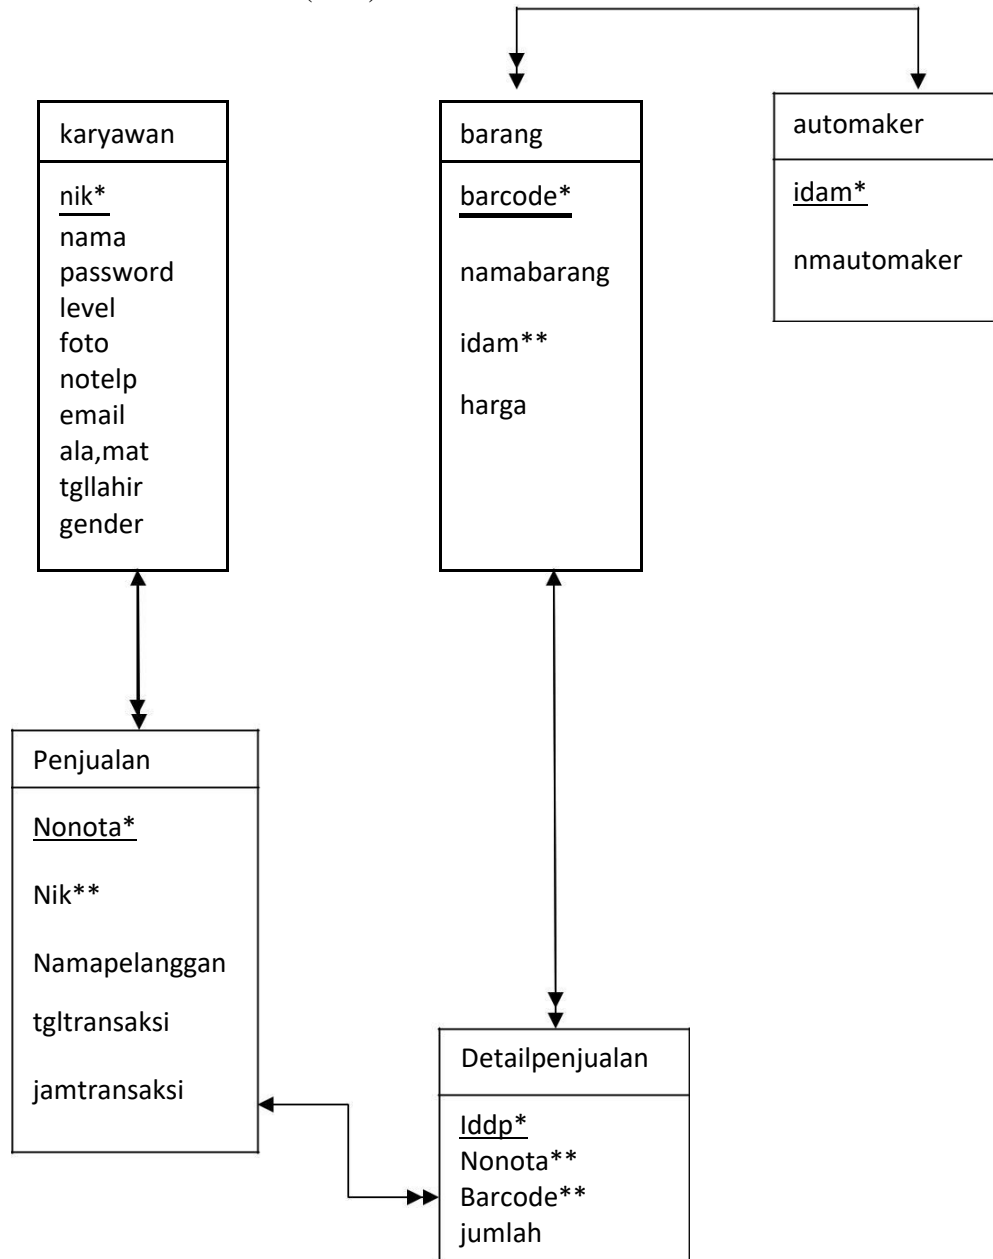 karyawan
nik*
nama
password
level
foto
notelp
email
ala,mat
tgllahir
gender
barang
barcode*
namabarang
idam**
harga
automaker
idam*
nmautomaker
Penjualan
Nonota*
Nik**
Namapelanggan
tgltransaksi
jamtransaksi
Detailpenjualan
Iddp*
Nonota**
Barcode**
jumlah